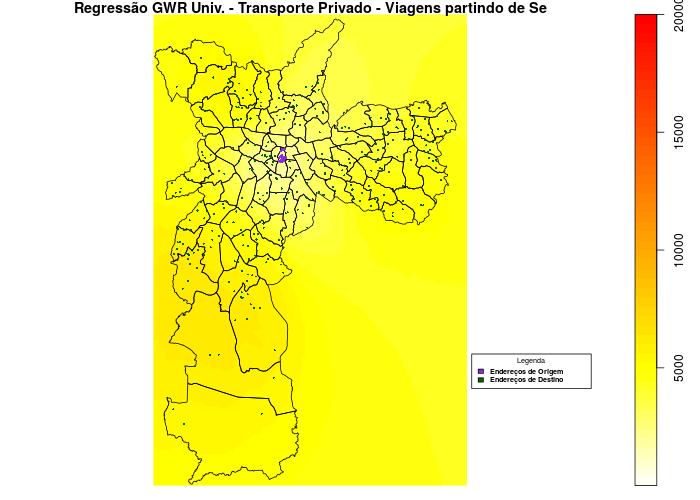 Regressão GWR Univ. - Transporte Privado - Viagens partindo de Se
20000
15000
10000
5000
Legenda
Endereços de Origem
Endereços de Destino